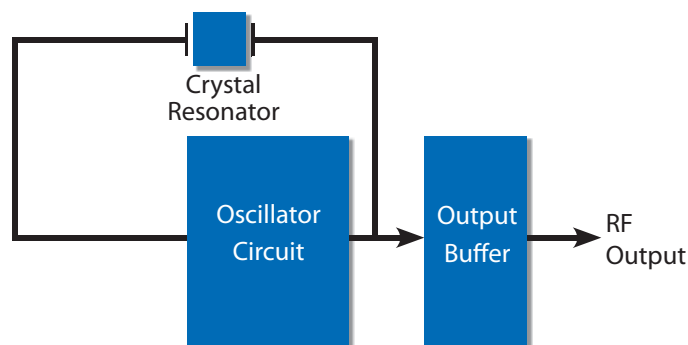 Crystal
Resonator
Oscillator
Circuit
Output
Buffer
RF
Output